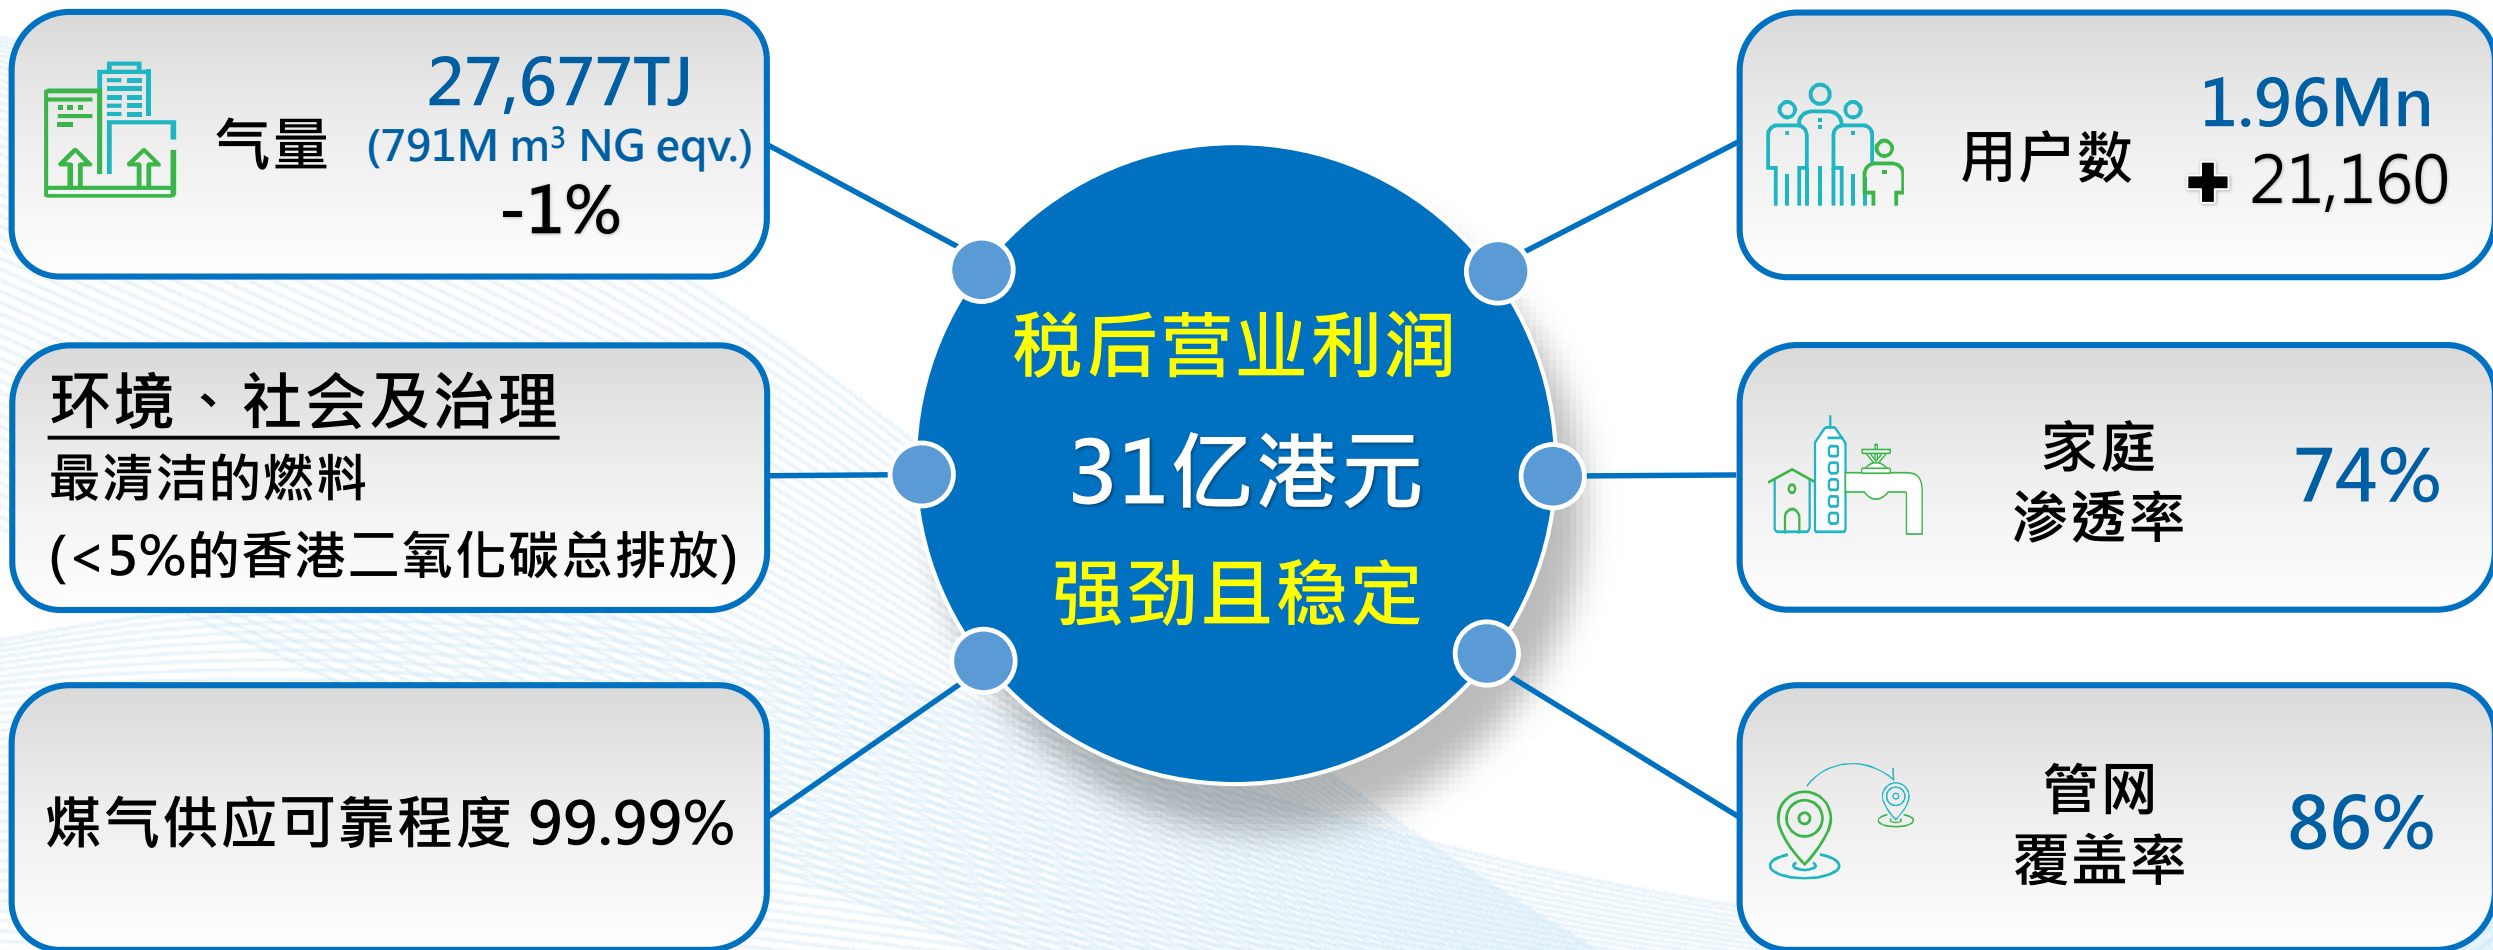 气量
27,677TJ
(791M m³ NG eqv.)
-1%
环境、社会及治理
最清洁的燃料
(<5%的香港二氧化碳总排放)
煤气供应可靠程度 99.99%
税后营业利润
31亿港元
强劲且稳定
用户数
1.96Mn
+ 21,160
家庭
渗透率
74%
管网
覆盖率
86%